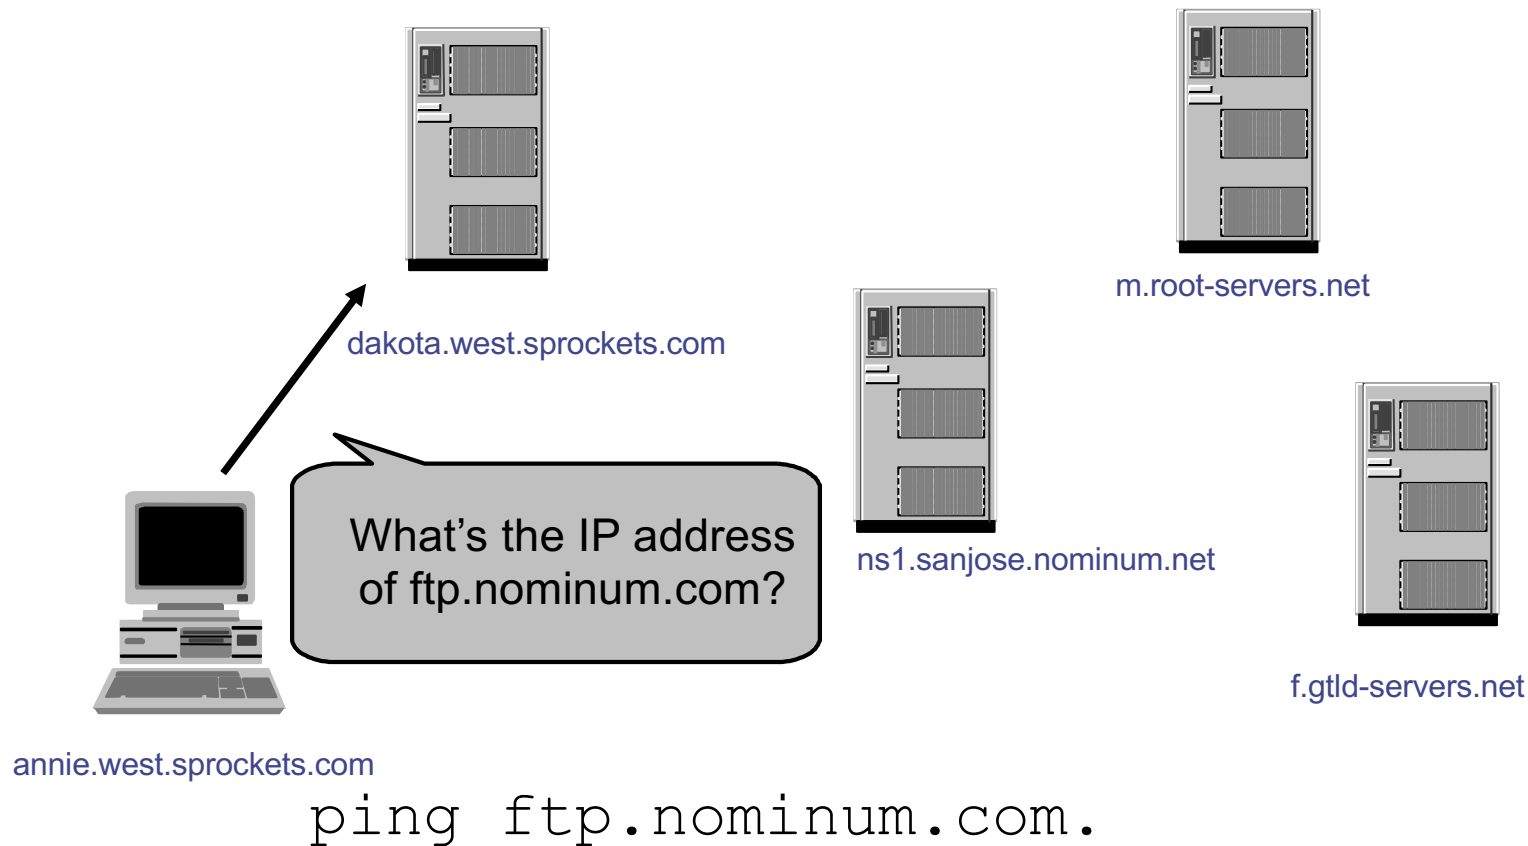 m.root-servers.net
dakota.west.sprockets.com
What’s the IP address
of ftp.nominum.com?
ns1.sanjose.nominum.net
f.gtld-servers.net
annie.west.sprockets.com
ping ftp.nominum.com.